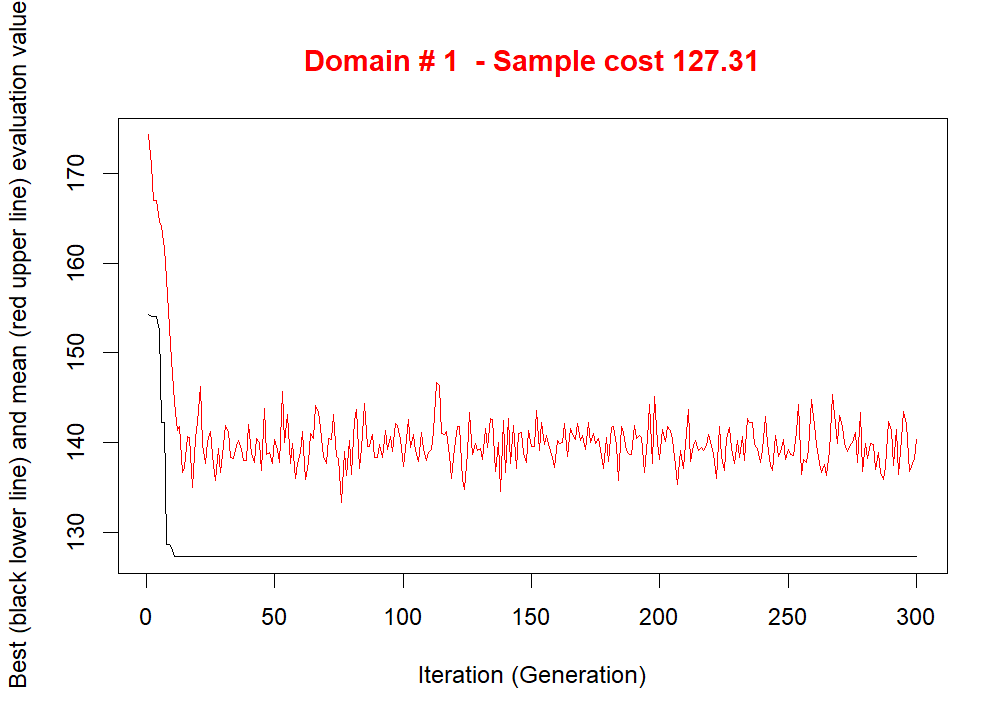 Domain # 1  - Sample cost 127.31
Best (black lower line) and mean (red upper line) evaluation value
170
160
150
140
130
0 50 100 150 200 250 300
Iteration (Generation)